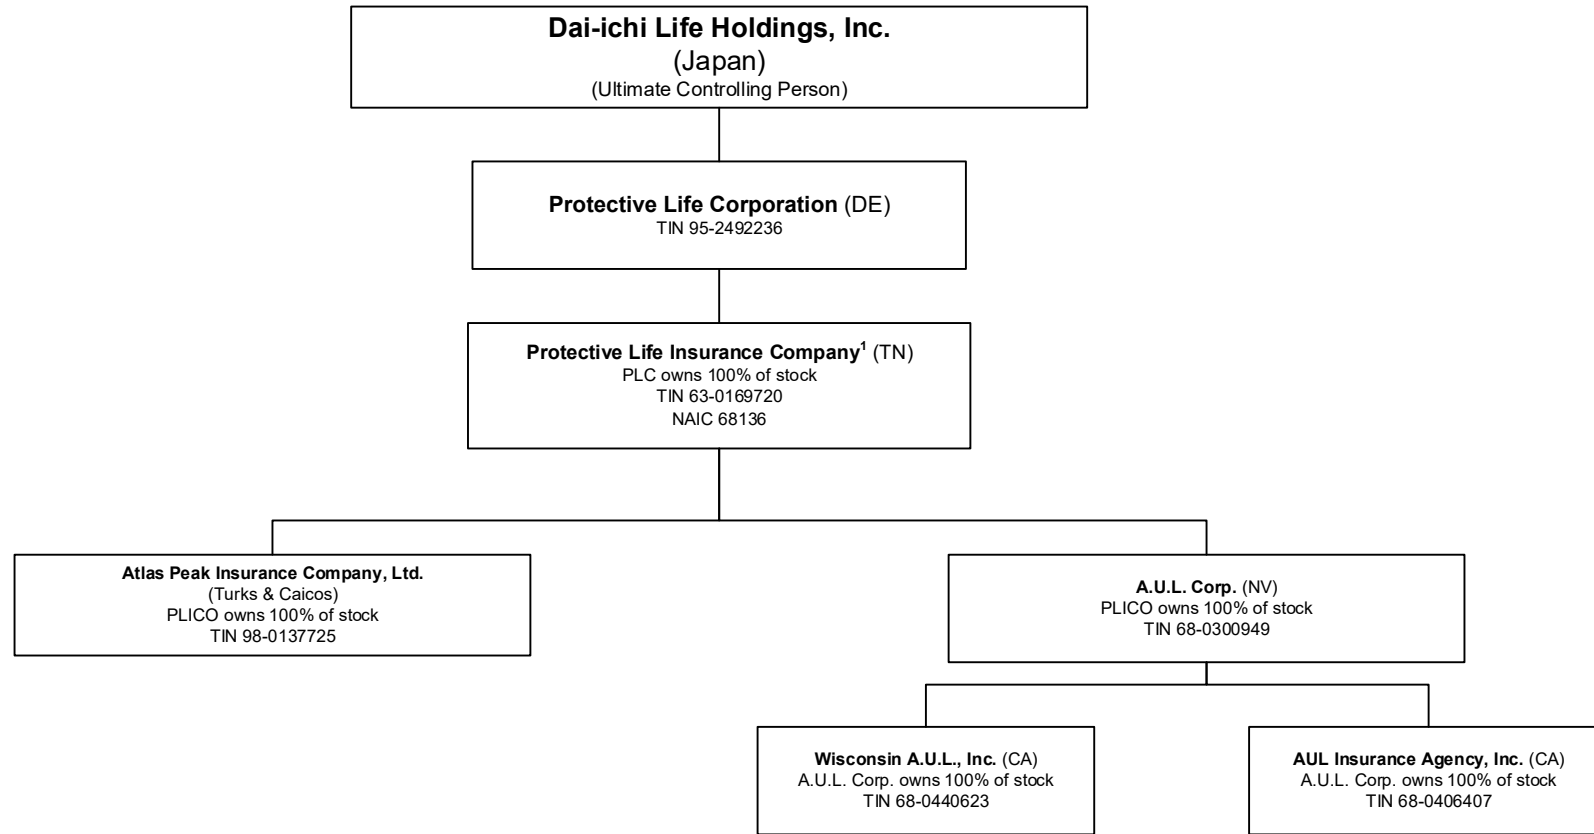 Dai-ichi Life Holdings, Inc.
(Japan)
(Ultimate Controlling Person)
Protective Life Corporation (DE)
TIN 95-2492236
Protective Life Insurance Company¹ (TN)
PLC owns 100% of stock
TIN 63-0169720
NAIC 68136
Atlas Peak Insurance Company, Ltd.
(Turks & Caicos)
PLICO owns 100% of stock
TIN 98-0137725
A.U.L. Corp. (NV)
PLICO owns 100% of stock
TIN 68-0300949
Wisconsin A.U.L., Inc. (CA)
A.U.L. Corp. owns 100% of stock
TIN 68-0440623
AUL Insurance Agency, Inc. (CA)
A.U.L. Corp. owns 100% of stock
TIN 68-0406407